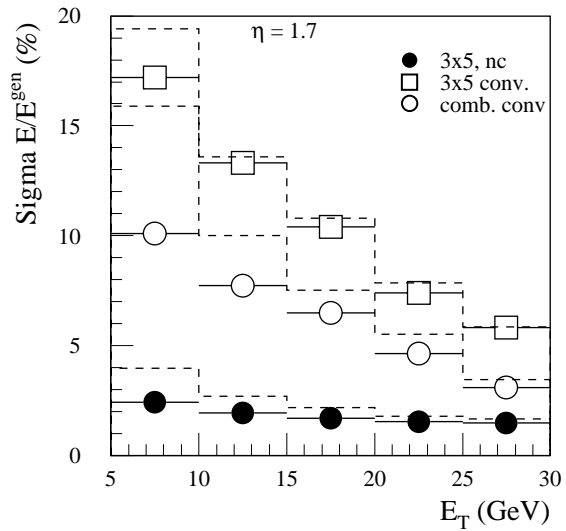 η = 1.7
3x5, nc
3x5 conv.
comb. conv
Sigma E/E^gen (%)
20
15
10
5
0
5 10 15 20 25 30
E_T (GeV)